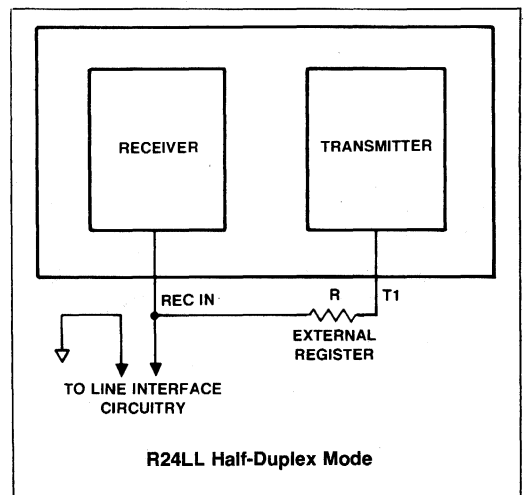 RECEIVER
TRANSMITTER
REC IN
R
T1
EXTERNAL
REGISTER
TO LINE INTERFACE
CIRCUITRY
R24LL Half-Duplex Mode